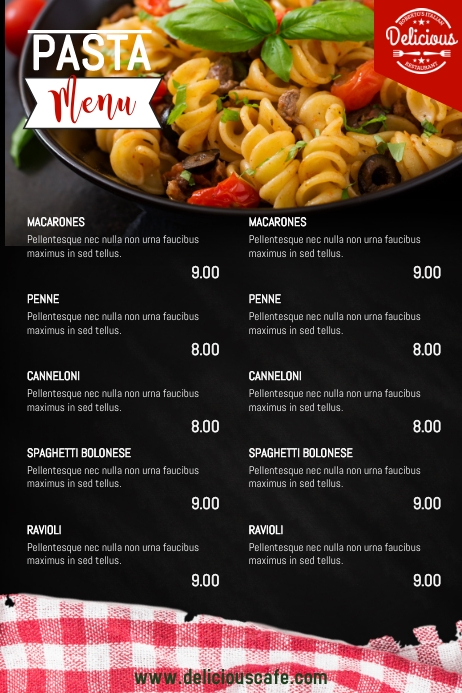 PASTA
Menu
ROBERTO'S ITALIAN
Delicious
RESTAURANT
MACARONES
Pellentesque nec nulla non urna faucibus
maximus in sed tellus.
9.00
PENNE
Pellentesque nec nulla non urna faucibus
maximus in sed tellus.
8.00
CANNELONI
Pellentesque nec nulla non urna faucibus
maximus in sed tellus.
8.00
SPAGHETTI BOLONESE
Pellentesque nec nulla non urna faucibus
maximus in sed tellus.
9.00
RAVIOLI
Pellentesque nec nulla non urna faucibus
maximus in sed tellus.
9.00
MACARONES
Pellentesque nec nulla non urna faucibus
maximus in sed tellus.
9.00
PENNE
Pellentesque nec nulla non urna faucibus
maximus in sed tellus.
8.00
CANNELONI
Pellentesque nec nulla non urna faucibus
maximus in sed tellus.
8.00
SPAGHETTI BOLONESE
Pellentesque nec nulla non urna faucibus
maximus in sed tellus.
9.00
RAVIOLI
Pellentesque nec nulla non urna faucibus
maximus in sed tellus.
9.00
www.deliciouscafe.com